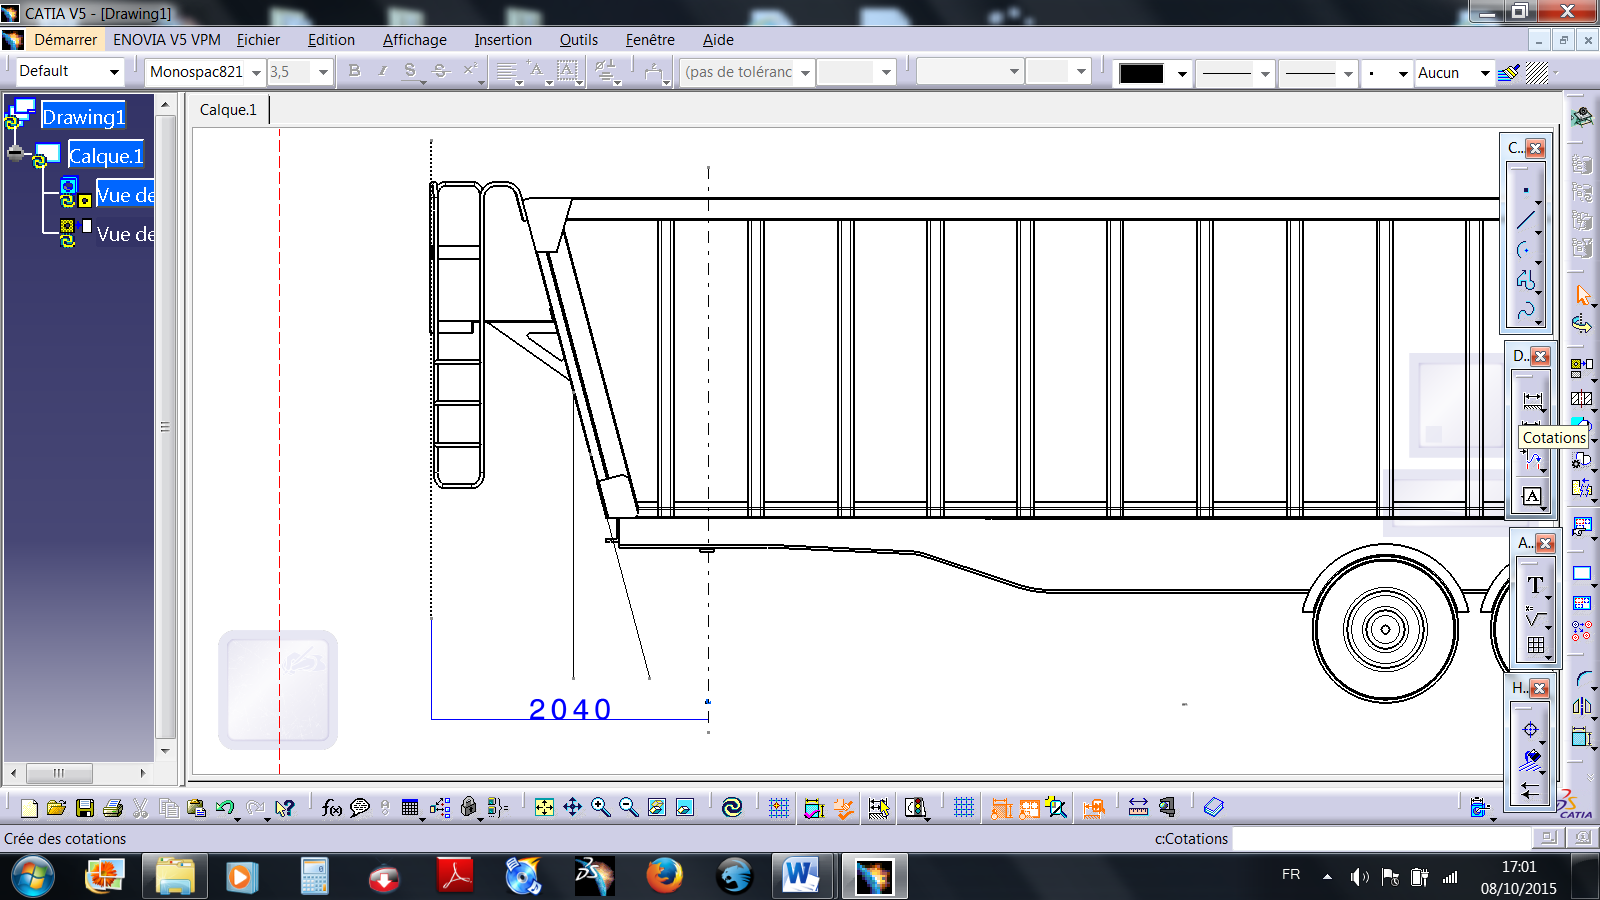 CATIA V5 - [Drawing1]
Démarrer ENOVIA V5 VPM Fichier Edition Affichage Insertion Outils Fenêtre Aide
Default Monospac821 3,5 B I S S (pas de toléranc Aucun
Drawing1
Calque.1
Vue de
Vue de
Calque.1
C..
D..
Cotations
A
A..
T
H..
2040
f(x)
CATIA
Crée des cotations
c:Cotations
W
FR
17:01
08/10/2015